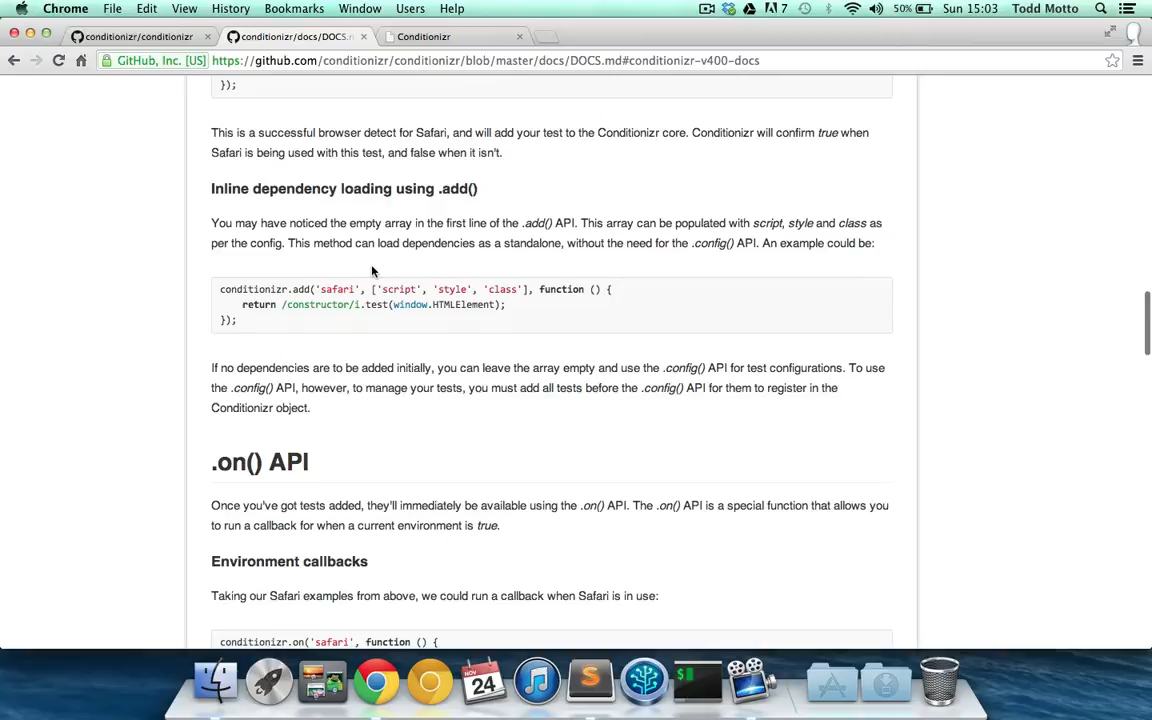 Chrome File Edit View History Bookmarks Window Users Help 7 50% Sun 15:03 Todd Motto
conditionizr/conditionizr conditionizr/docs/DOCS.m Conditionizr
GitHub, Inc. [US] https://github.com/conditionizr/conditionizr/blob/master/docs/DOCS.md#conditionizr-v400-docs
});
This is a successful browser detect for Safari, and will add your test to the Conditionizr core. Conditionizr will confirm true when
Safari is being used with this test, and false when it isn't.
Inline dependency loading using .add()
You may have noticed the empty array in the first line of the .add() API. This array can be populated with script, style and class as
per the config. This method can load dependencies as a standalone, without the need for the .config() API. An example could be:
conditionizr.add('safari', ['script', 'style', 'class'], function () {
return /constructor/i.test(window.HTMLElement);
});
If no dependencies are to be added initially, you can leave the array empty and use the .config() API for test configurations. To use
the .config() API, however, to manage your tests, you must add all tests before the .config() API for them to register in the
Conditionizr object.
.on() API
Once you've got tests added, they'll immediately be available using the .on() API. The .on() API is a special function that allows you
to run a callback for when a current environment is true.
Environment callbacks
Taking our Safari examples from above, we could run a callback when Safari is in use:
conditionizr.on('safari', function () {
NOV
24
S
$